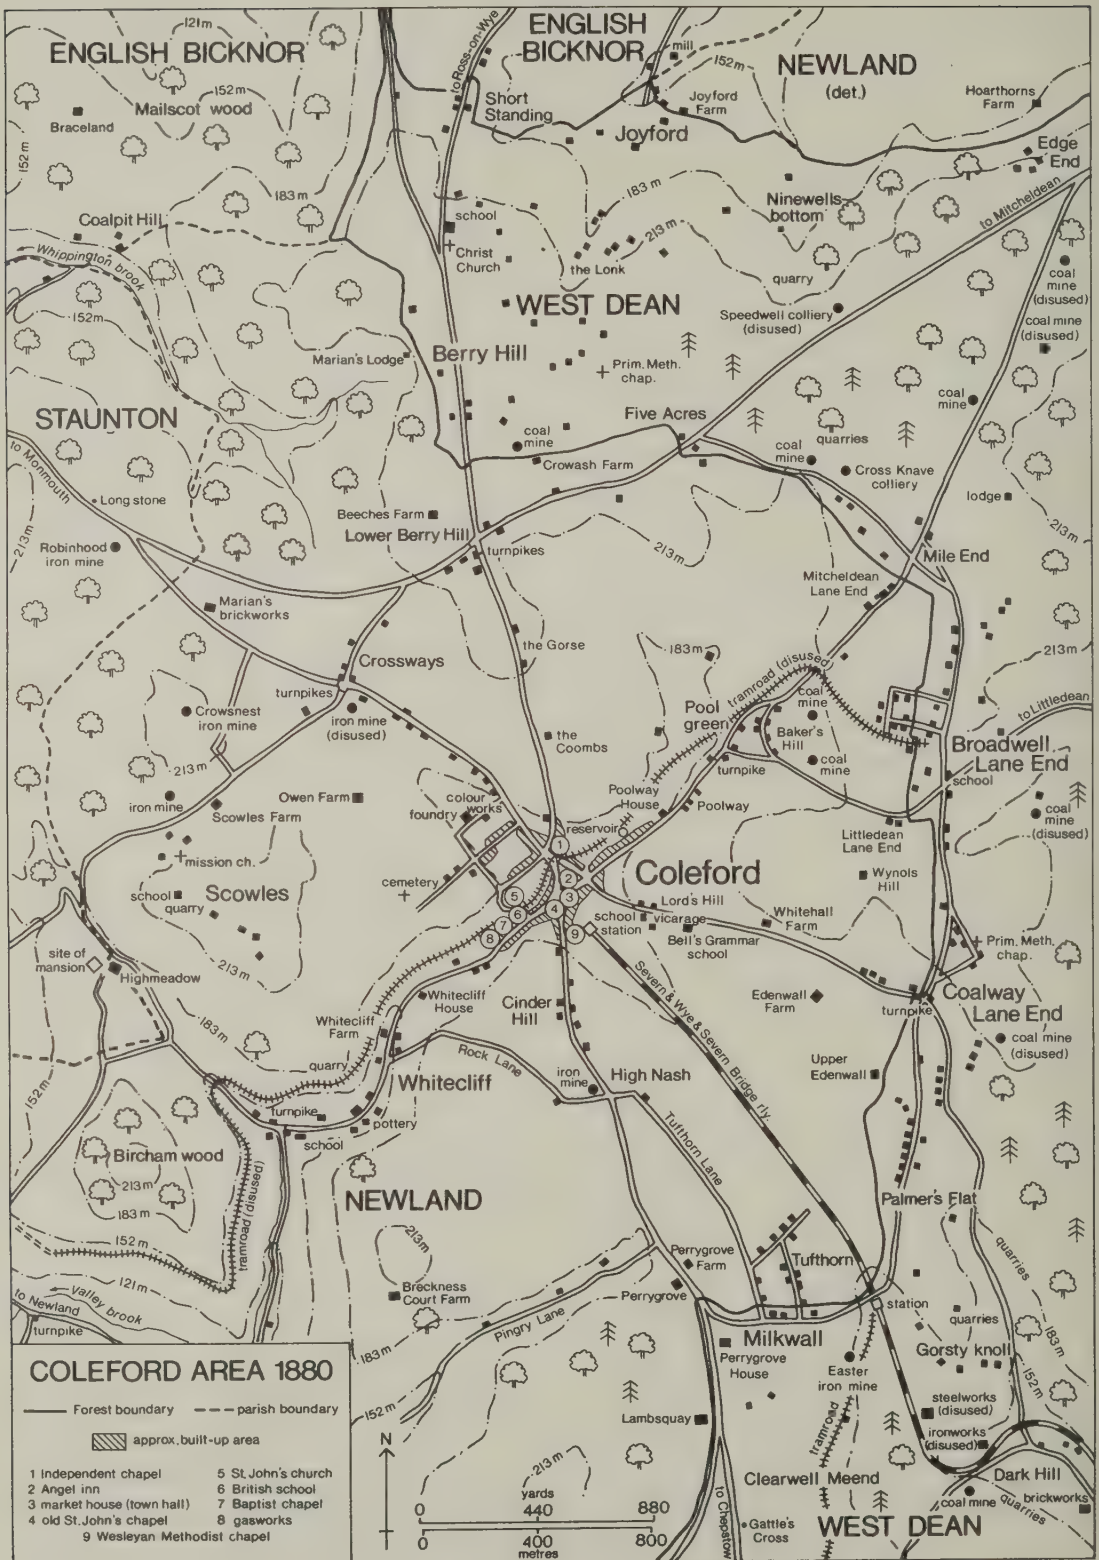 121m
ENGLISH BICKNOR
152m
Mailscot wood
Braceland
152m
183m
to Ross-on-Wye
Short
Standing
ENGLISH
BICKNOR
mill
152m
Joyford
Farm
Joyford
NEWLAND
(det.)
Hoarthorns
Farm
Edge
End
to Mitcheldean
Coalpit Hill
Whippington brook
152m
school
Christ
Church
183m
213m
the Lonk
Ninewells
bottom
quarry
coal
mine
(disused)
WEST DEAN
Speedwell colliery
(disused)
coal mine
(disused)
Marian's Lodge
Berry Hill
Prim. Meth.
chap.
STAUNTON
to Monmouth
213m
Long stone
Five Acres
coal
mine
coal
mine
quarries
coal
mine
Crowash Farm
Cross Knave
colliery
lodge
213m
Beeches Farm
Lower Berry Hill
turnpikes
213m
Robinhood
iron mine
Mile End
Mitcheldean
Lane End
Marian's
brickworks
Crossways
the Gorse
183m
tramroad (disused)
213m
to Littledean
turnpikes
Crowsnest
iron mine
iron mine
(disused)
Pool
green
coal
mine
Baker's
Hill
coal
mine
Broadwell
Lane End
school
213m
the
Coombs
turnpike
iron mine
Owen Farm
Scowles Farm
colour
works
foundry
Poolway
House
Poolway
reservoir
coal
mine
(disused)
Littledean
Lane End
mission ch.
Scowles
school
quarry
cemetery
1
2
3
4
5
6
7
8
9
Coleford
Wynols
Hill
Lord's Hill
vicarage
school
station
Bell's Grammar
school
Whitehall
Farm
Prim. Meth.
chap.
213m
site of
mansion
Highmeadow
183m
Whitecliff
House
Cinder
Hill
Severn & Wye & Severn Bridge rly.
Edenwall
Farm
Coalway
Lane End
turnpike
coal mine
(disused)
Whitecliff
Farm
quarry
Rock Lane
Whitecliff
iron
mine
High Nash
Upper
Edenwall
152m
turnpike
pottery
school
Tufthorn Lane
Bircham wood
213m
183m
152m
tramroad (disused)
NEWLAND
Palmer's Flat
quarries
121m
Valley brook
to Newland
turnpike
213m
Breckness
Court Farm
Perrygrove
Farm
Perrygrove
Tufthorn
station
quarries
183m
152m
Pingry Lane
183m
152m
Milkwall
Perrygrove
House
Gorsty knoll
Easter
iron mine
steelworks
(disused)
ironworks
(disused)
Lambsquay
tramroad
Clearwell Meend
Dark Hill
coal mine
quarries
brickworks
213m
to Chepstow
Gattle's
Cross
WEST DEAN
COLEFORD AREA 1880
Forest boundary
parish boundary
approx. built-up area
1 Independent chapel
2 Angel inn
3 market house (town hall)
4 old St. John's chapel
5 St. John's church
6 British school
7 Baptist chapel
8 gasworks
9 Wesleyan Methodist chapel
N
yards
0 440 880
0 400 800
metres